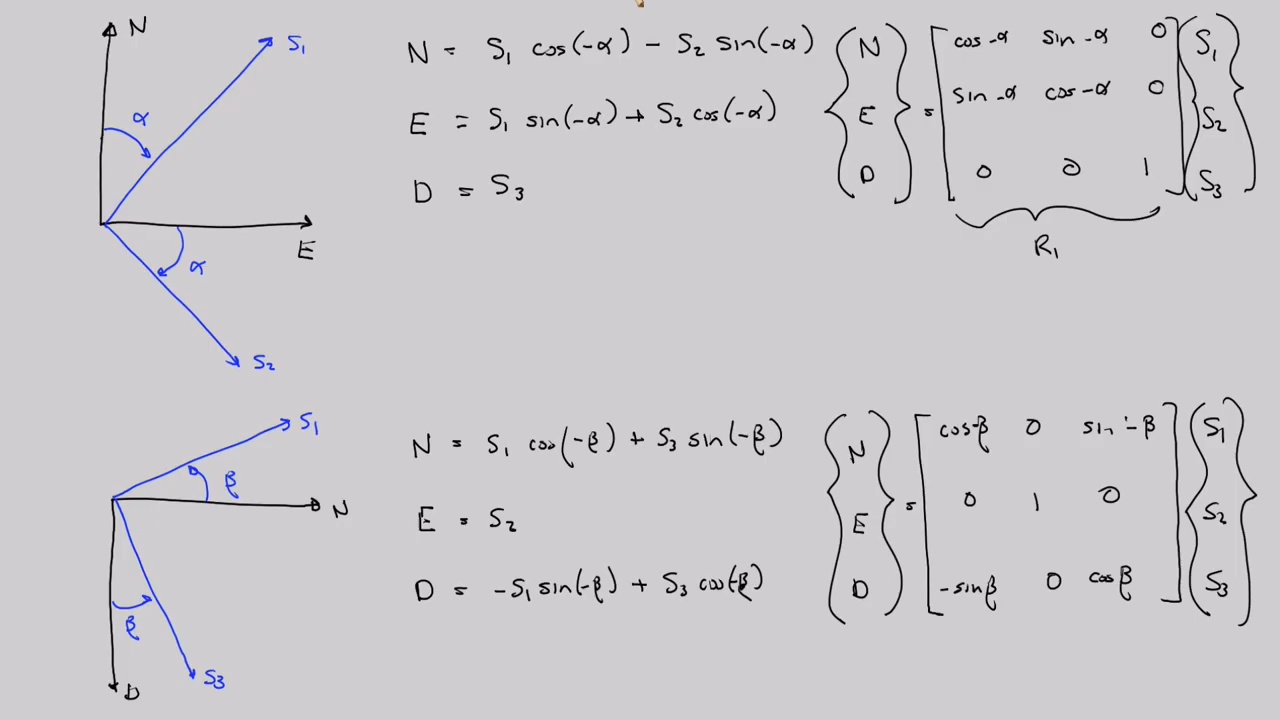 N
S₁
α
E
α
S₂
N = S₁ cos(-α) - S₂ sin(-α)
E = S₁ sin(-α) + S₂ cos(-α)
D = S₃
{N E D} = [cos -α sin -α 0
sin -α cos -α 0
0 0 1] {S₁ S₂ S₃}
R₁
S₁
β
N
β
S₃
D
N = S₁ cos(-β) + S₃ sin(-β)
E = S₂
D = -S₁ sin(-β) + S₃ cos(-β)
{N E D} = [cos-β 0 sin -β
0 1 0
-sinβ 0 cosβ] {S₁ S₂ S₃}